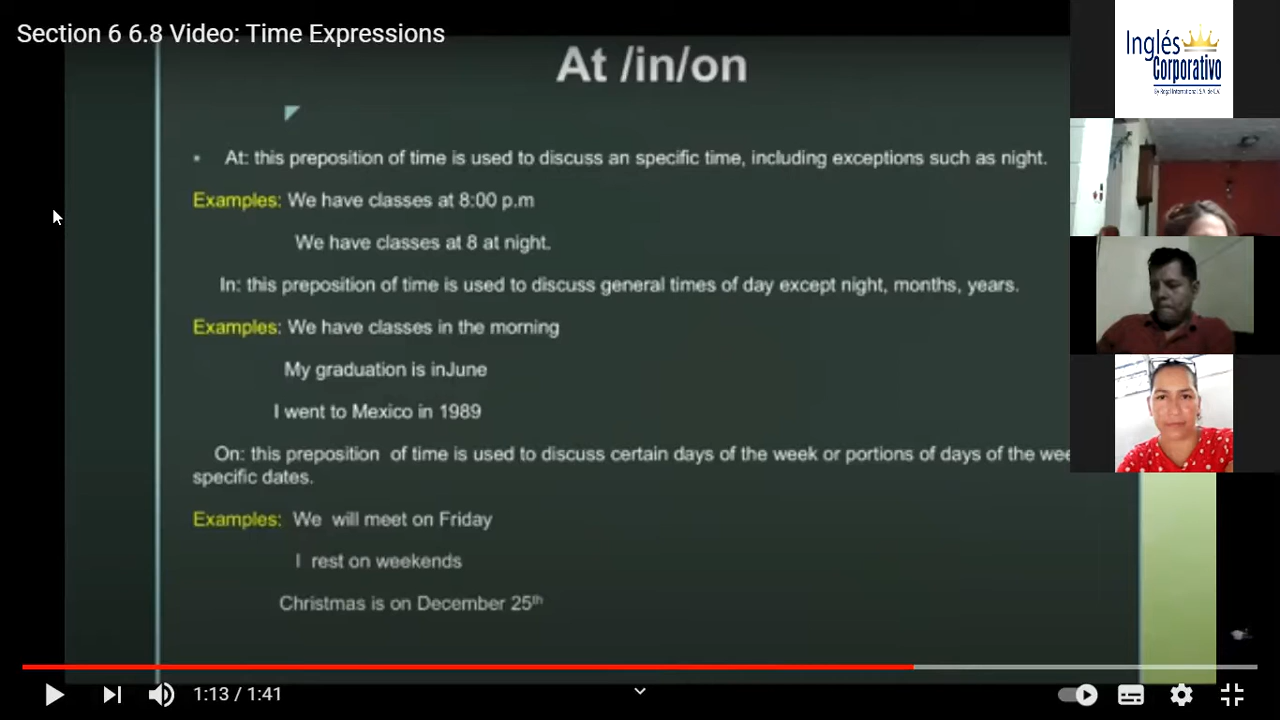 Section 6 6.8 Video: Time Expressions
At /in/on
At: this preposition of time is used to discuss an specific time, including exceptions such as night.
Examples: We have classes at 8:00 p.m
We have classes at 8 at night.
In: this preposition of time is used to discuss general times of day except night, months, years.
Examples: We have classes in the morning
My graduation is inJune
I went to Mexico in 1989
On: this preposition of time is used to discuss certain days of the week or portions of days of the wee
specific dates.
Examples: We will meet on Friday
I rest on weekends
Christmas is on December 25th
Inglés
Corporativo
1:13 / 1:41